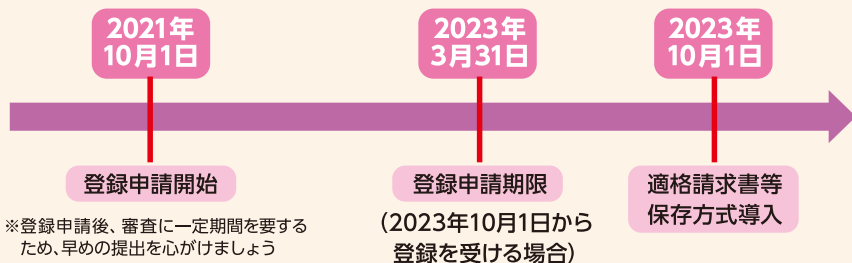 2021年
10月1日
2023年
3月31日
2023年
10月1日
登録申請開始
※登録申請後、審査に一定期間を要する
ため、早めの提出を心がけましょう
登録申請期限
（2023年10月1日から
登録を受ける場合）
適格請求書等
保存方式導入